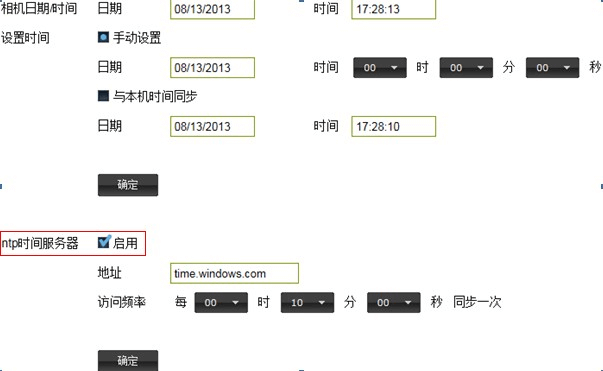 相机日期/时间 日期 08/13/2013 时间 17:28:13
设置时间 手动设置
日期 08/13/2013 时间 00 时 00 分 00 秒
与本机时间同步
日期 08/13/2013 时间 17:28:10
确定
ntp时间服务器 启用
地址 time.windows.com
访问频率 每 00 时 10 分 00 秒 同步一次
确定